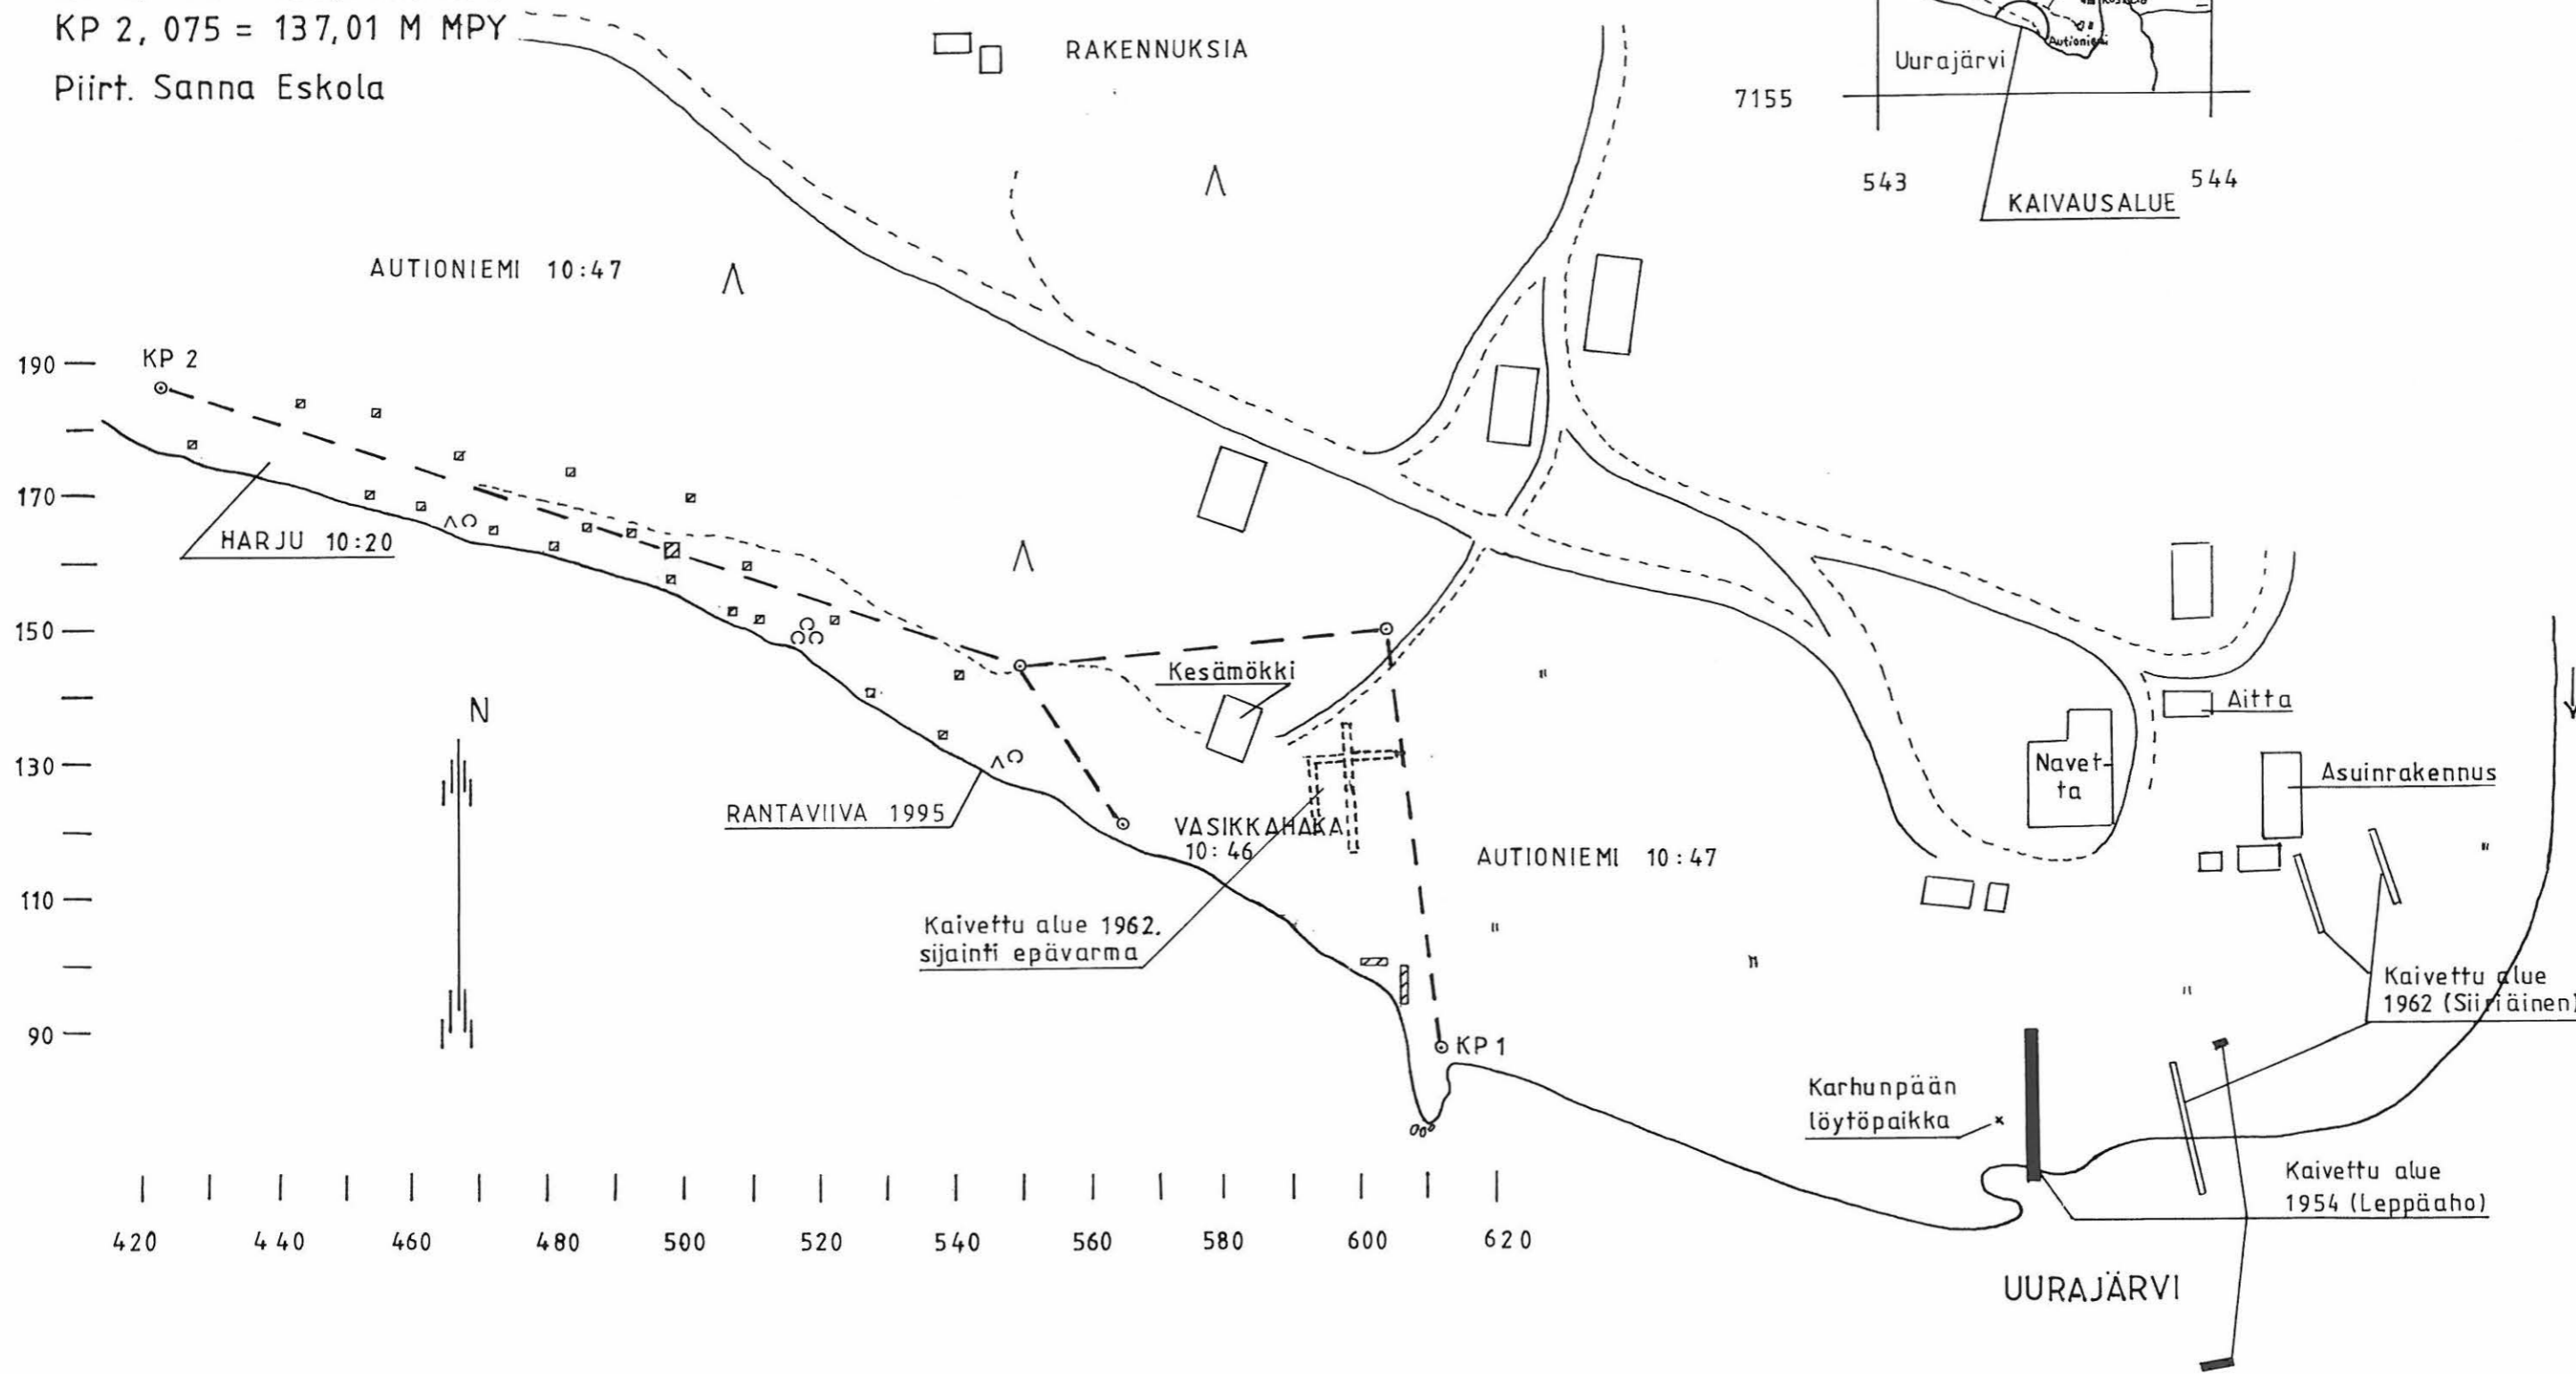 KP 2, 075 = 137,01 M MPY
Piirt. Sanna Eskola
RAKENNUKSIA
Uurajärvi
Autioniemi
7155
543
544
KAIVAUSALUE
AUTIONIEMI 10:47
190
KP 2
170
HARJU 10:20
150
Kesämökki
N
130
RANTAVIIVA 1995
VASIKKAHAKA
10:46
AUTIONIEMI 10:47
Navet-
ta
Aitta
Asuinrakennus
110
Kaivettu alue 1962.
sijainti epävarma
Kaivettu alue
1962 (Siiriäinen)
90
KP 1
Karhunpään
löytöpaikka
Kaivettu alue
1954 (Leppäaho)
420 440 460 480 500 520 540 560 580 600 620
UURAJÄRVI